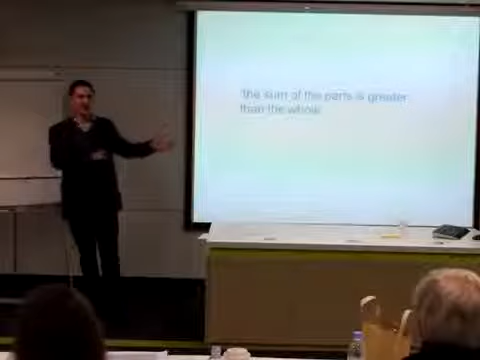 The sum of the parts is greater
than the whole.